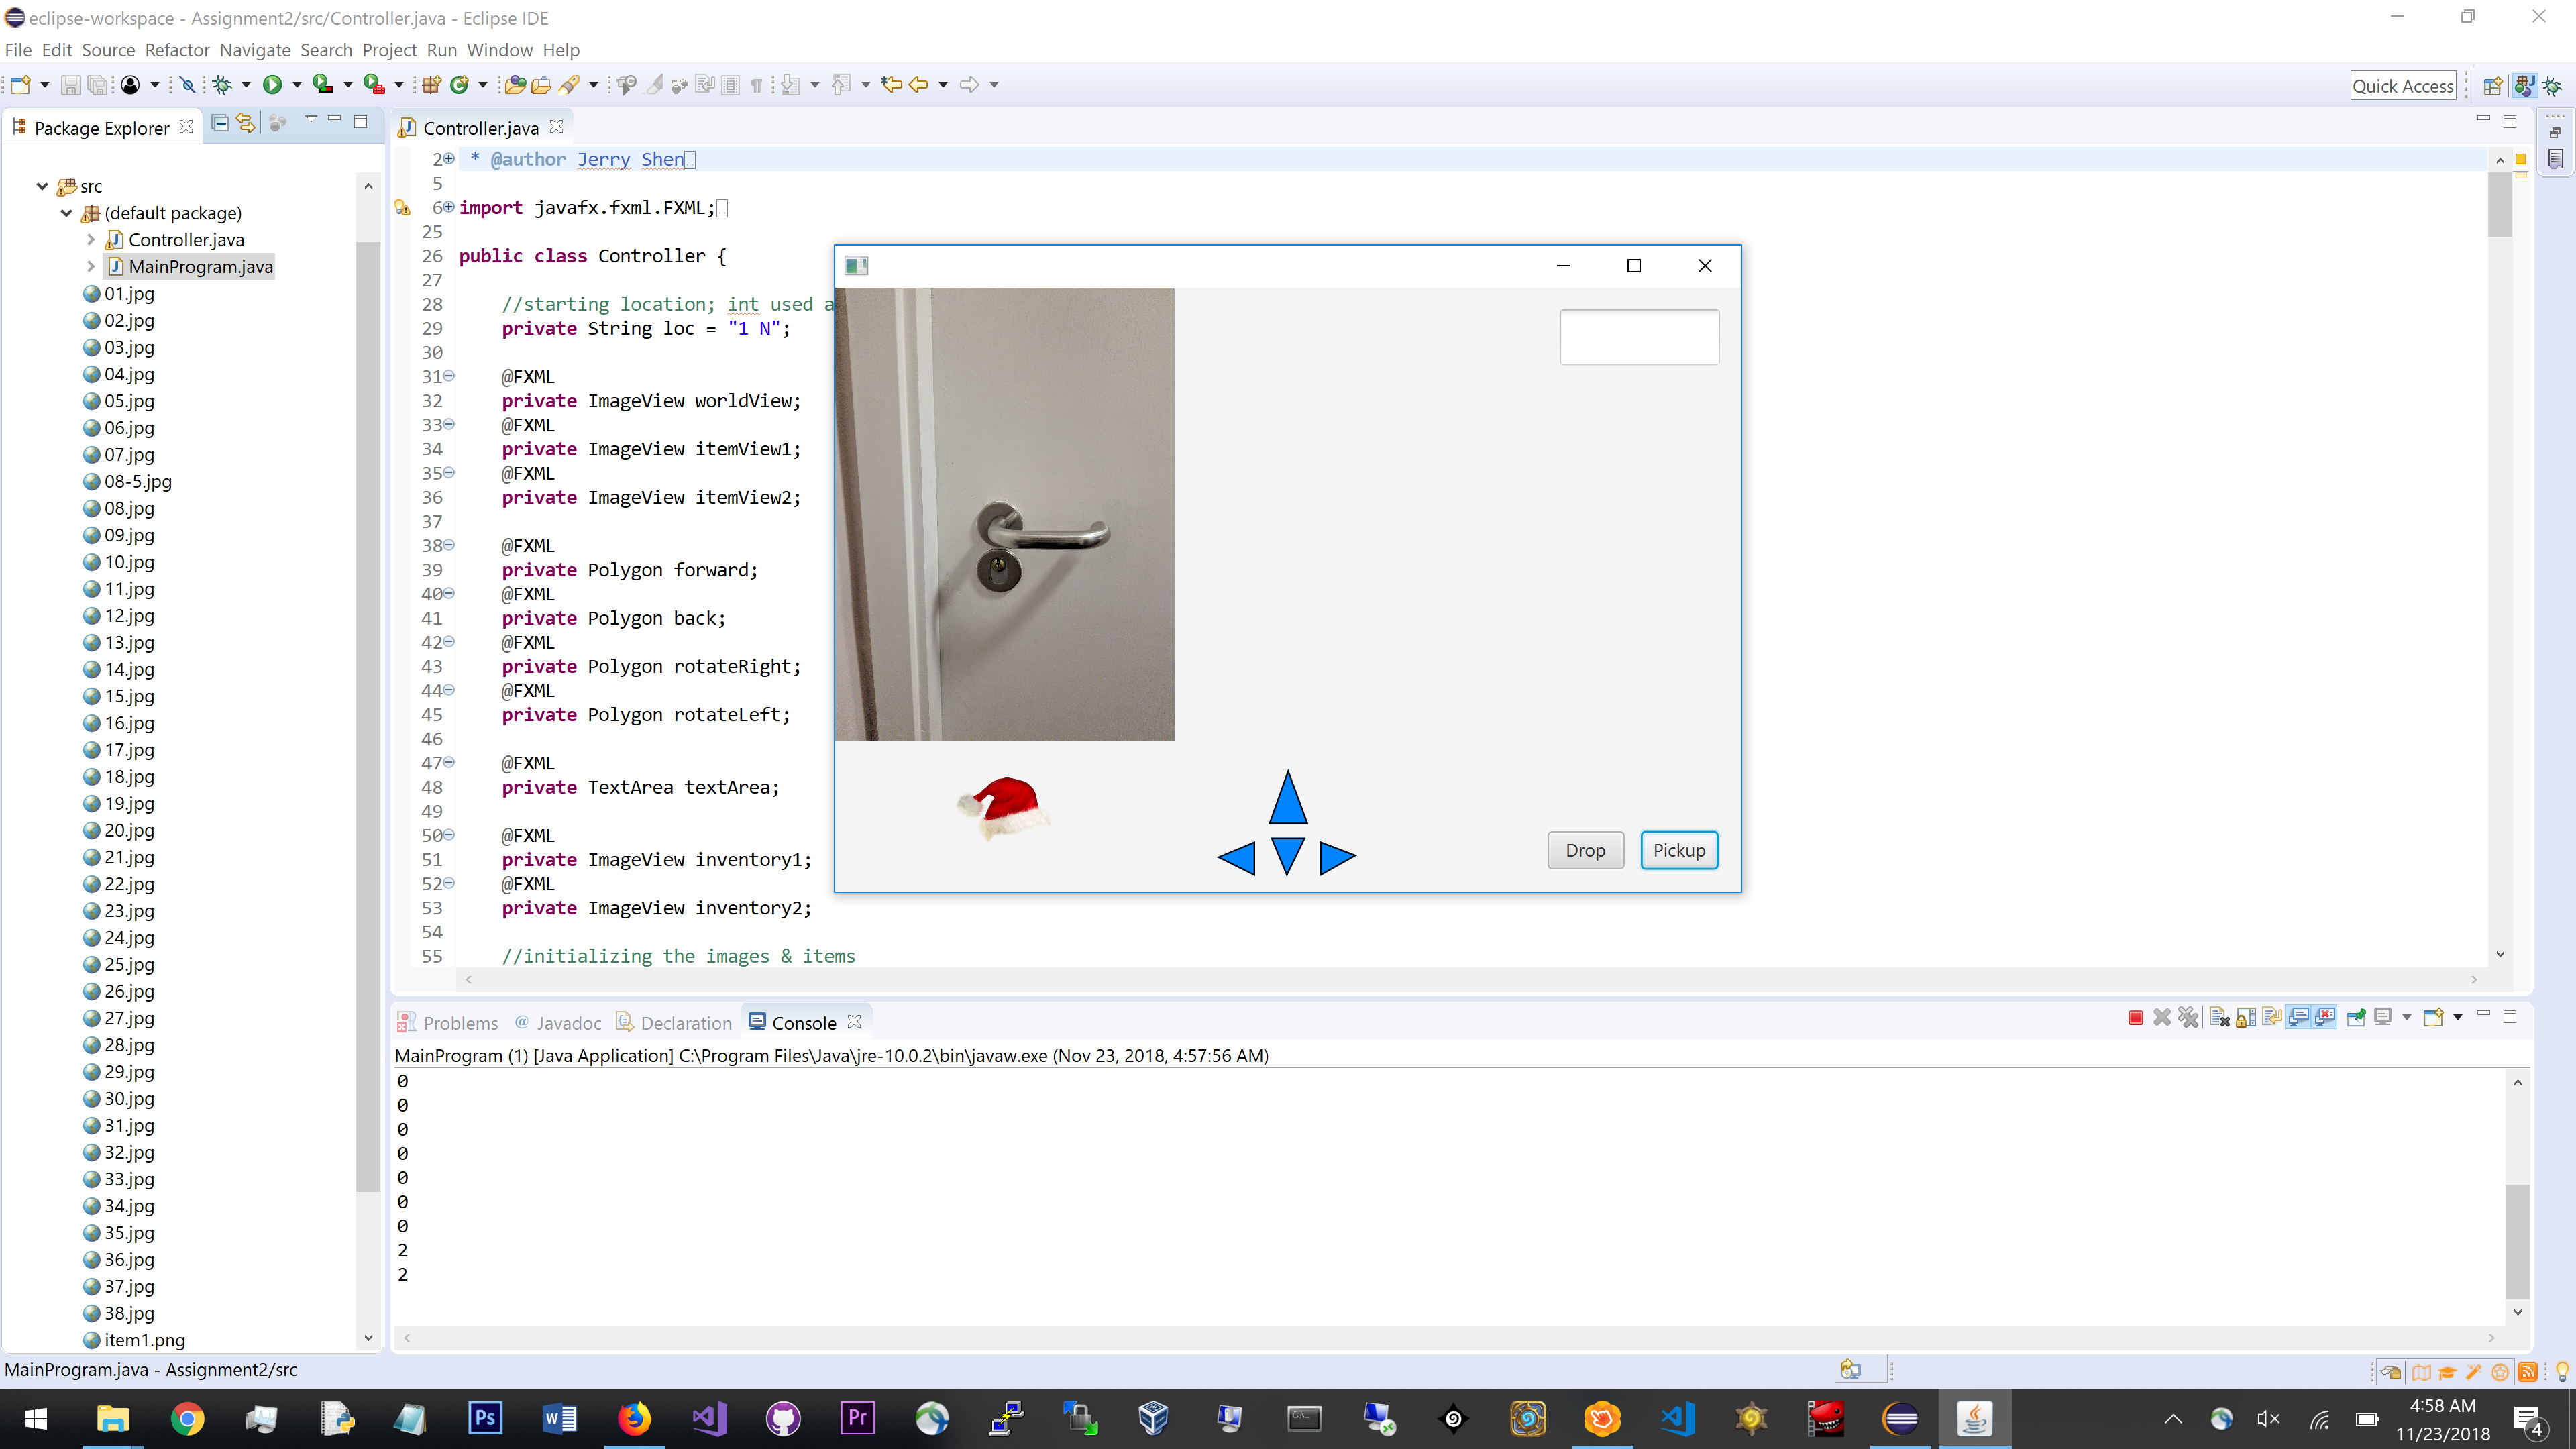 eclipse-workspace - Assignment2/src/Controller.java - Eclipse IDE
File Edit Source Refactor Navigate Search Project Run Window Help
Quick Access
Package Explorer
src
(default package)
Controller.java
MainProgram.java
01.jpg
02.jpg
03.jpg
04.jpg
05.jpg
06.jpg
07.jpg
08-5.jpg
08.jpg
09.jpg
10.jpg
11.jpg
12.jpg
13.jpg
14.jpg
15.jpg
16.jpg
17.jpg
18.jpg
19.jpg
20.jpg
21.jpg
22.jpg
23.jpg
24.jpg
25.jpg
26.jpg
27.jpg
28.jpg
29.jpg
30.jpg
31.jpg
32.jpg
33.jpg
34.jpg
35.jpg
36.jpg
37.jpg
38.jpg
item1.png
Controller.java
2 * @author Jerry Shen
5
6 import javafx.fxml.FXML;
25
26 public class Controller {
27
28 //starting location; int used a
29 private String loc = "1 N";
30
31 @FXML
32 private ImageView worldView;
33 @FXML
34 private ImageView itemView1;
35 @FXML
36 private ImageView itemView2;
37
38 @FXML
39 private Polygon forward;
40 @FXML
41 private Polygon back;
42 @FXML
43 private Polygon rotateRight;
44 @FXML
45 private Polygon rotateLeft;
46
47 @FXML
48 private TextArea textArea;
49
50 @FXML
51 private ImageView inventory1;
52 @FXML
53 private ImageView inventory2;
54
55 //initializing the images & items
Drop Pickup
Problems @ Javadoc Declaration Console
MainProgram (1) [Java Application] C:\Program Files\Java\jre-10.0.2\bin\javaw.exe (Nov 23, 2018, 4:57:56 AM)
0
0
0
0
0
0
0
2
2
MainProgram.java - Assignment2/src
Ps
Pr
4:58 AM
11/23/2018
4